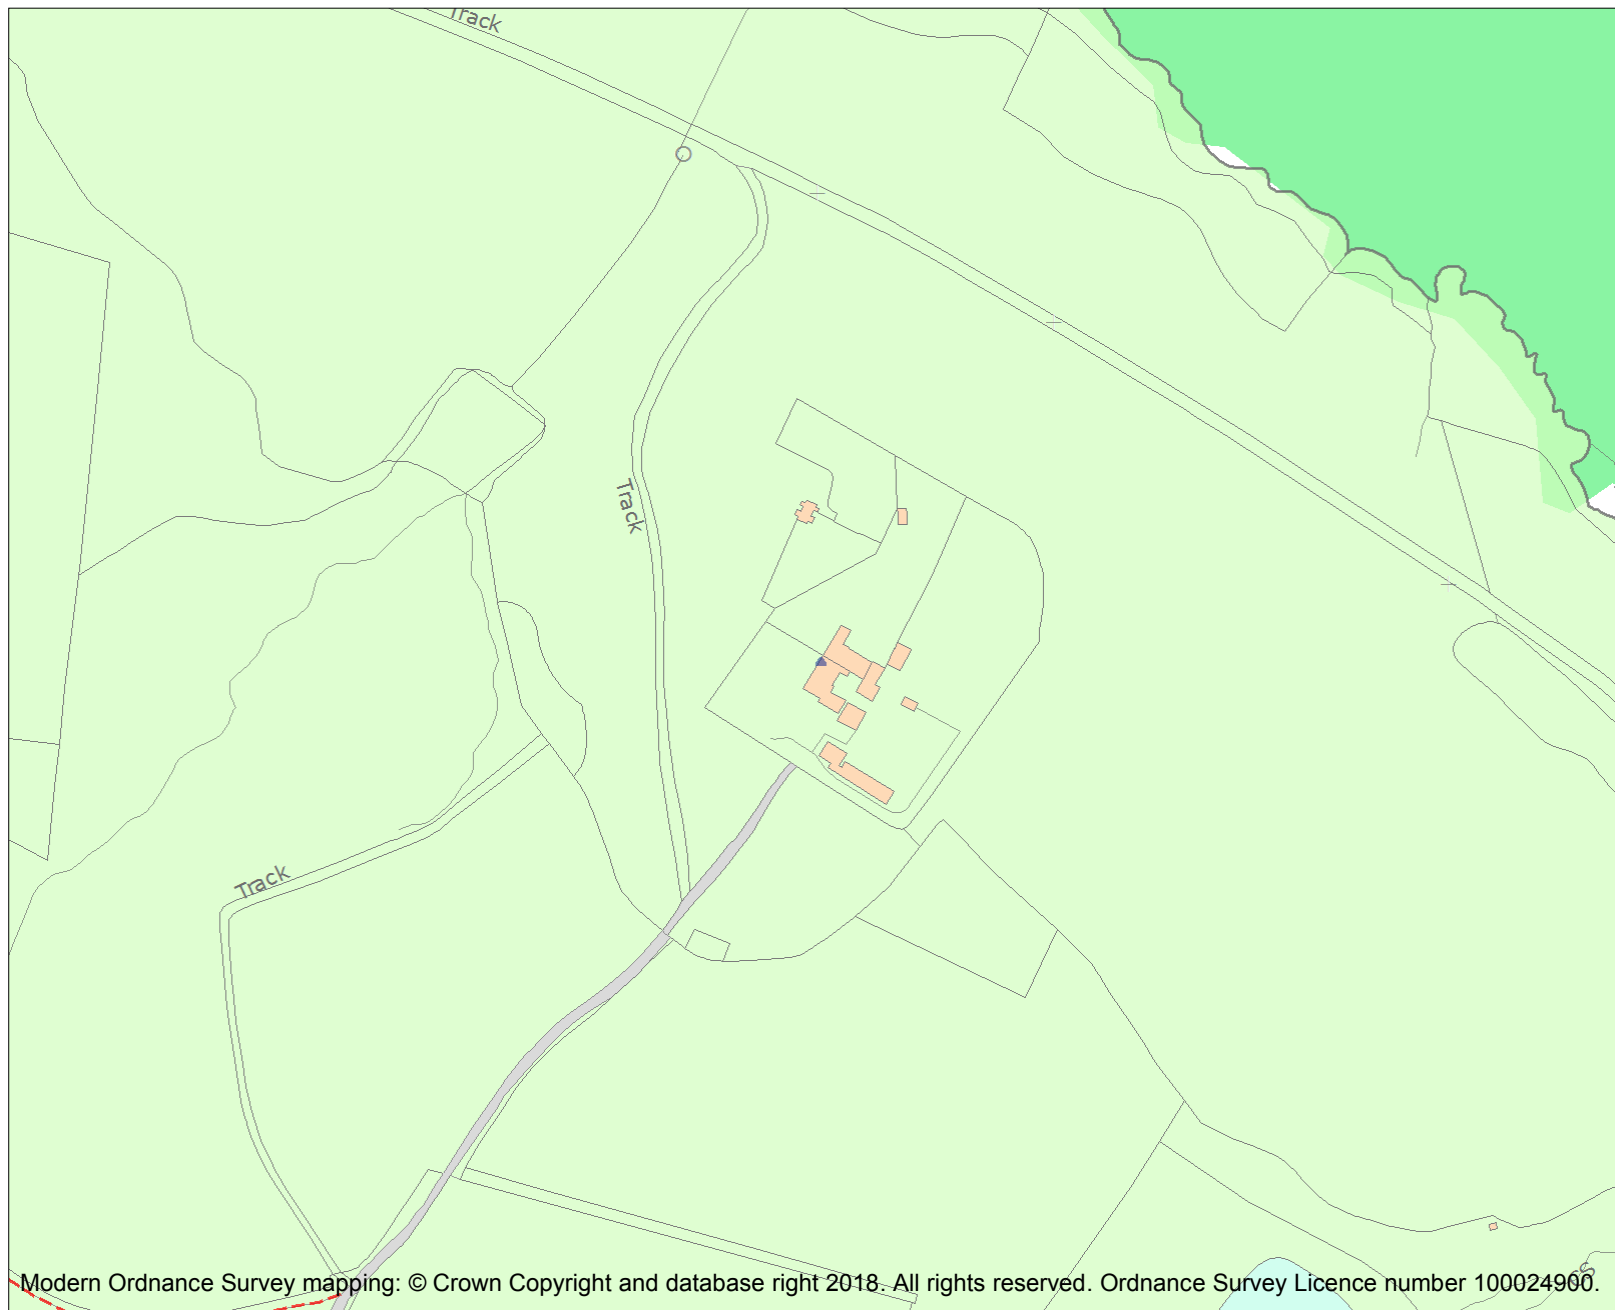 Track
Track
Track
CS
Modern Ordnance Survey mapping: © Crown Copyright and database right 2018. All rights reserved. Ordnance Survey Licence number 100024900.